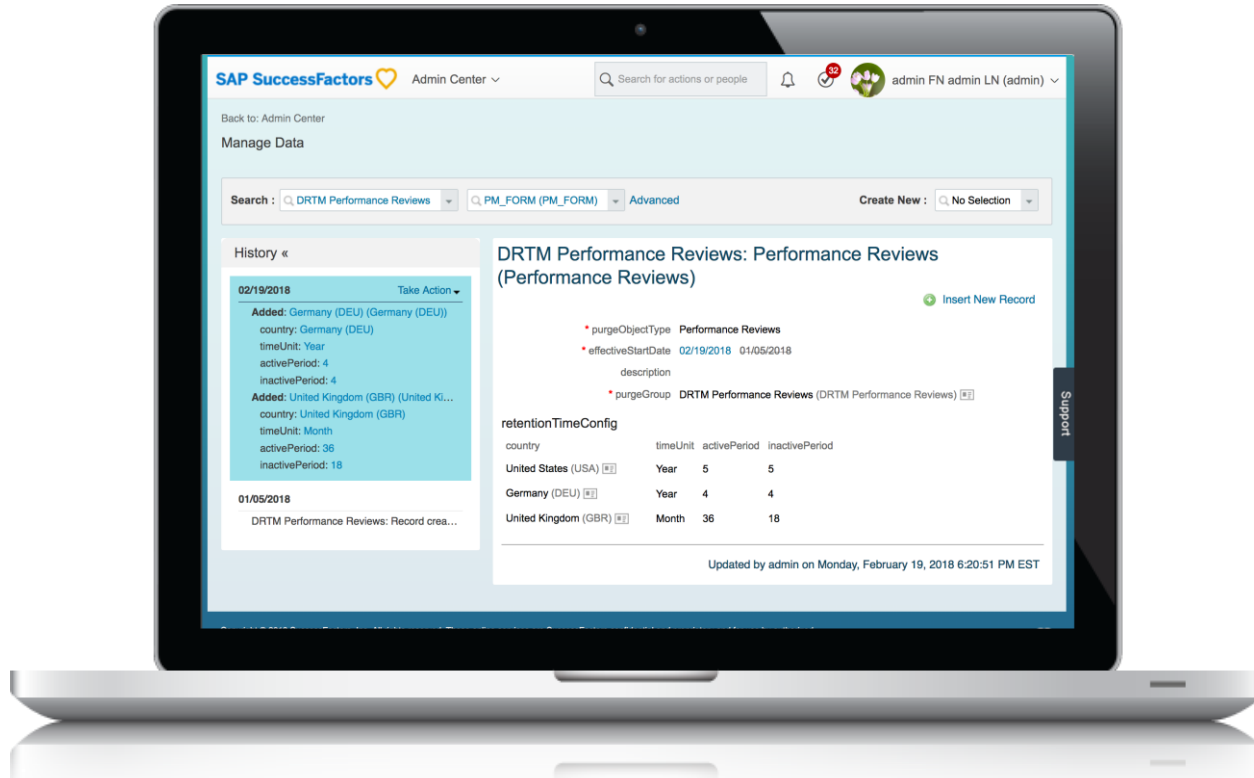 SAP SuccessFactors Admin Center Search for actions or people 32 admin FN admin LN (admin)
Back to: Admin Center
Manage Data
Search : DRTM Performance Reviews PM_FORM (PM_FORM) Advanced Create New : No Selection
History «
02/19/2018 Take Action
Added: Germany (DEU) (Germany (DEU))
country: Germany (DEU)
timeUnit: Year
activePeriod: 4
inactivePeriod: 4
Added: United Kingdom (GBR) (United Ki...
country: United Kingdom (GBR)
timeUnit: Month
activePeriod: 36
inactivePeriod: 18
01/05/2018
DRTM Performance Reviews: Record crea...
DRTM Performance Reviews: Performance Reviews
(Performance Reviews)
Insert New Record
* purgeObjectType Performance Reviews
* effectiveStartDate 02/19/2018 01/05/2018
description
* purgeGroup DRTM Performance Reviews (DRTM Performance Reviews)
retentionTimeConfig
country timeUnit activePeriod inactivePeriod
United States (USA) Year 5 5
Germany (DEU) Year 4 4
United Kingdom (GBR) Month 36 18
Updated by admin on Monday, February 19, 2018 6:20:51 PM EST
Support